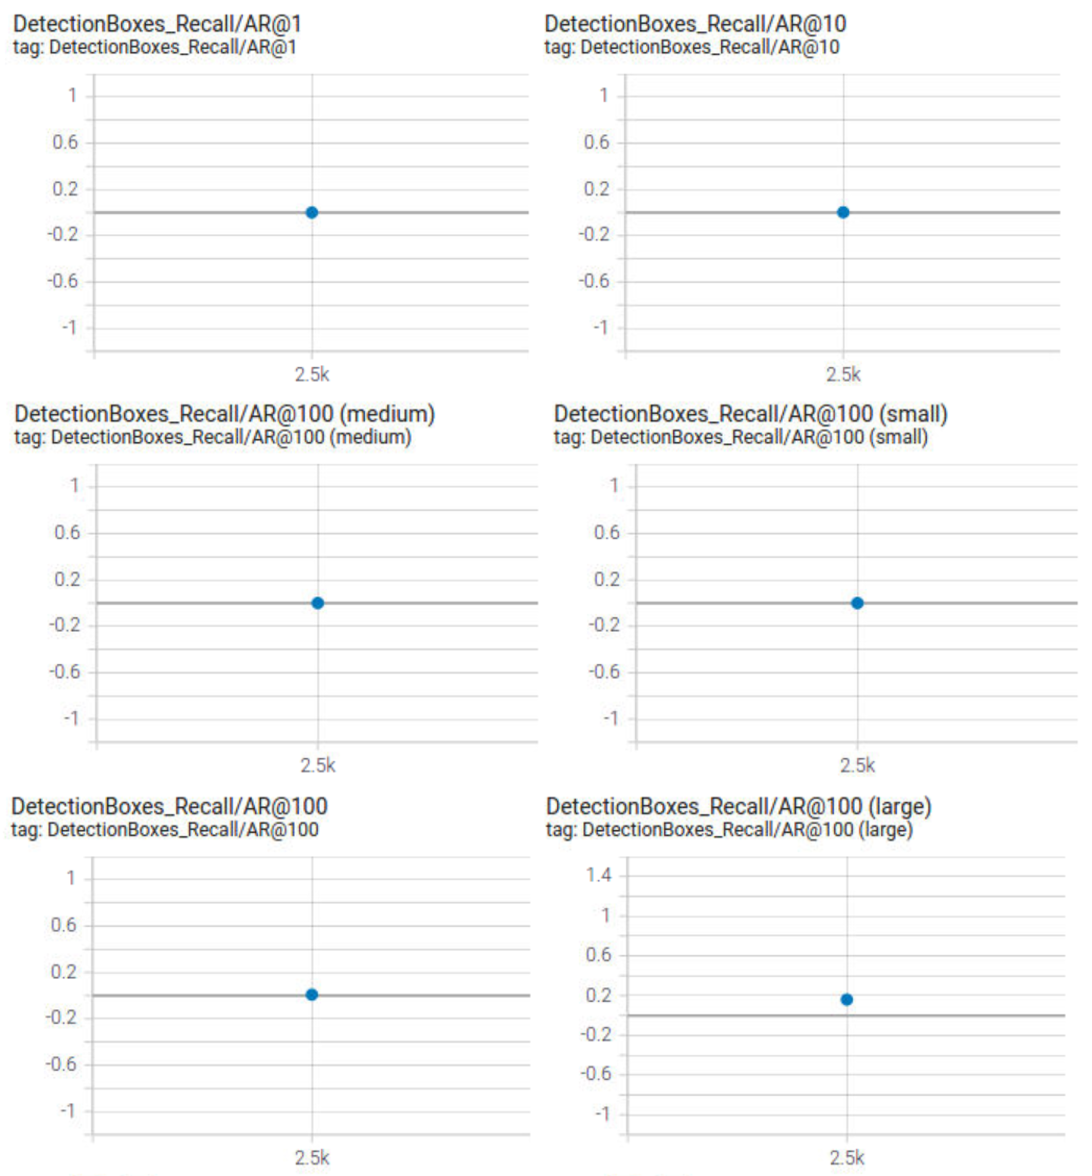 DetectionBoxes_Recall/AR@1
tag: DetectionBoxes_Recall/AR@1
1
0.6
0.2
-0.2
-0.6
-1
2.5k
DetectionBoxes_Recall/AR@10
tag: DetectionBoxes_Recall/AR@10
1
0.6
0.2
-0.2
-0.6
-1
2.5k
DetectionBoxes_Recall/AR@100 (medium)
tag: DetectionBoxes_Recall/AR@100 (medium)
1
0.6
0.2
-0.2
-0.6
-1
2.5k
DetectionBoxes_Recall/AR@100 (small)
tag: DetectionBoxes_Recall/AR@100 (small)
1
0.6
0.2
-0.2
-0.6
-1
2.5k
DetectionBoxes_Recall/AR@100
tag: DetectionBoxes_Recall/AR@100
1
0.6
0.2
-0.2
-0.6
-1
2.5k
DetectionBoxes_Recall/AR@100 (large)
tag: DetectionBoxes_Recall/AR@100 (large)
1.4
1
0.6
0.2
-0.2
-0.6
-1
2.5k